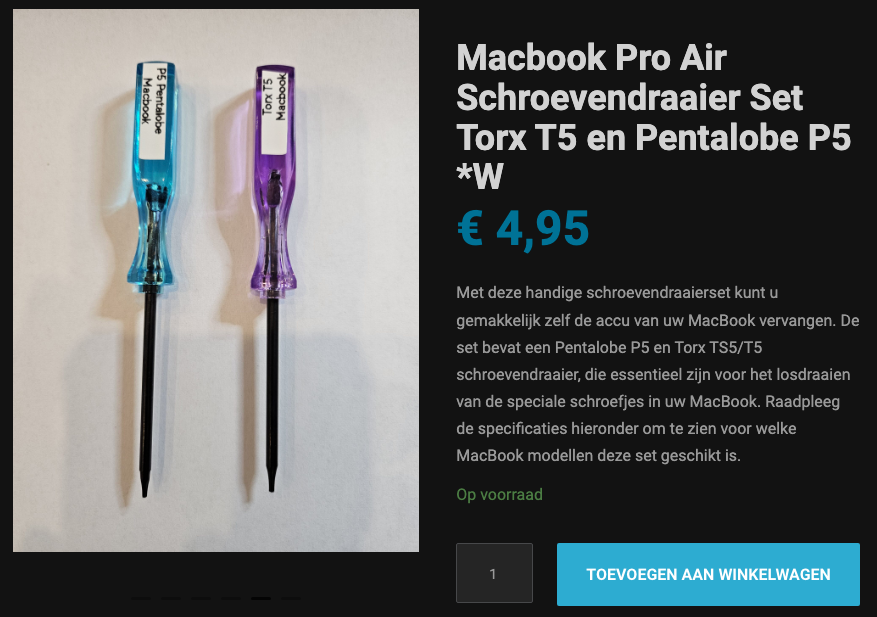 P5 Pentalobe
Macbook
Macbook
Torx T5
Macbook Pro Air
Schroevendraaier Set
Torx T5 en Pentalobe P5
*W
€ 4,95
Met deze handige schroevendraaierset kunt u
gemakkelijk zelf de accu van uw MacBook vervangen. De
set bevat een Pentalobe P5 en Torx TS5/T5
schroevendraaier, die essentieel zijn voor het losdraaien
van de speciale schroefjes in uw MacBook. Raadpleeg
de specificaties hieronder om te zien voor welke
MacBook modellen deze set geschikt is.
Op voorraad
1
TOEVOEGEN AAN WINKELWAGEN